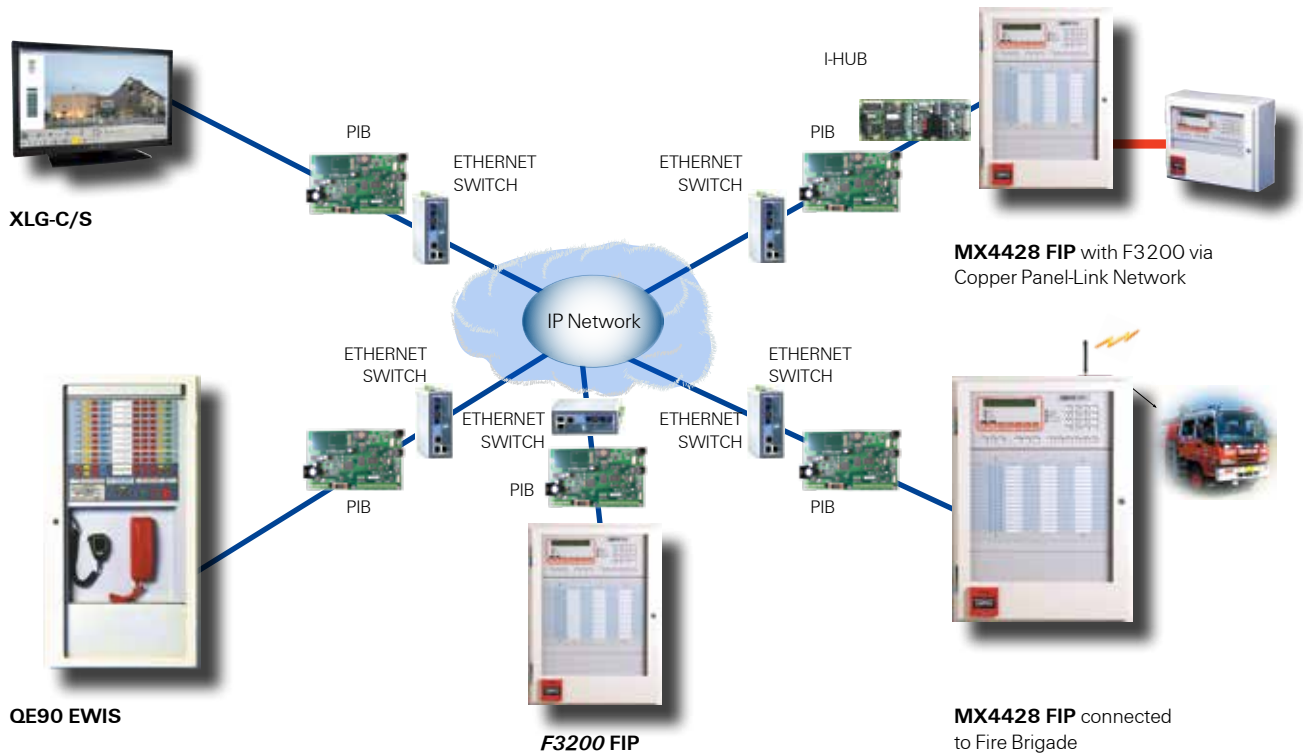 I-HUB
PIB
ETHERNET
SWITCH
ETHERNET
SWITCH
PIB
XLG-C/S
MX4428 FIP with F3200 via
Copper Panel-Link Network
IP Network
ETHERNET
SWITCH
ETHERNET
SWITCH
ETHERNET
SWITCH
ETHERNET
SWITCH
PIB
PIB
PIB
QE90 EWIS
F3200 FIP
MX4428 FIP connected
to Fire Brigade